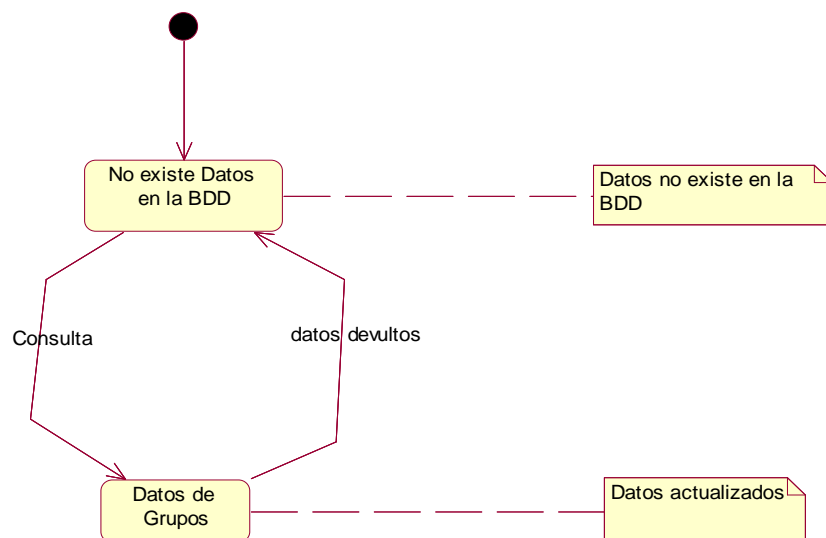 No existe Datos
en la BDD
Datos no existe en la
BDD
Consulta
datos devultos
Datos de
Grupos
Datos actualizados